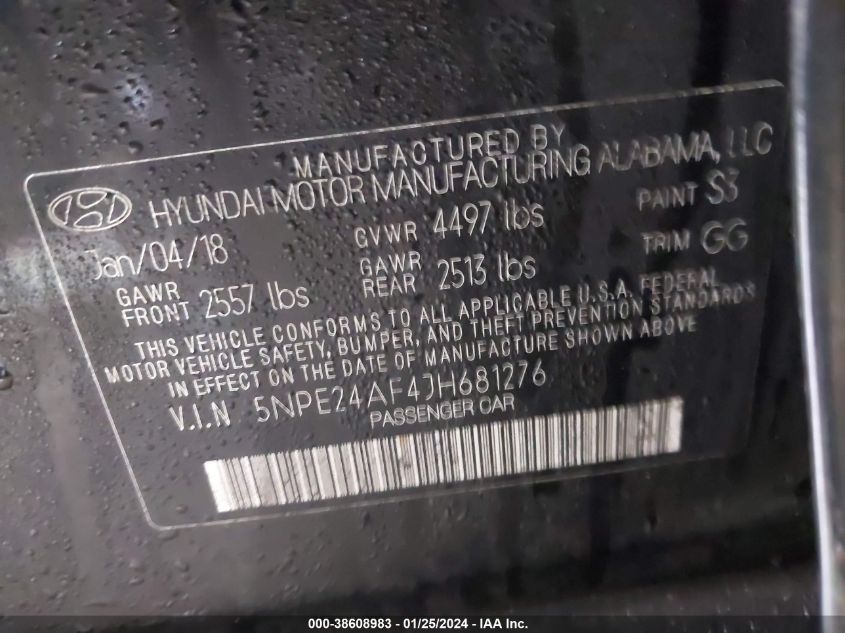 MANUFACTURED BY
HYUNDAI MOTOR MANUFACTURING ALABAMA, LLC
Jan/04/18 GVWR 4497 lbs PAINT S3
GAWR FRONT 2557 lbs GAWR REAR 2513 lbs TRIM GG
THIS VEHICLE CONFORMS TO ALL APPLICABLE U.S.A. FEDERAL
MOTOR VEHICLE SAFETY, BUMPER, AND THEFT PREVENTION STANDARDS
IN EFFECT ON THE DATE OF MANUFACTURE SHOWN ABOVE
V.I.N 5NPE24AF4JH681276
PASSENGER CAR
000-38608983 - 01/25/2024 - IAA Inc.